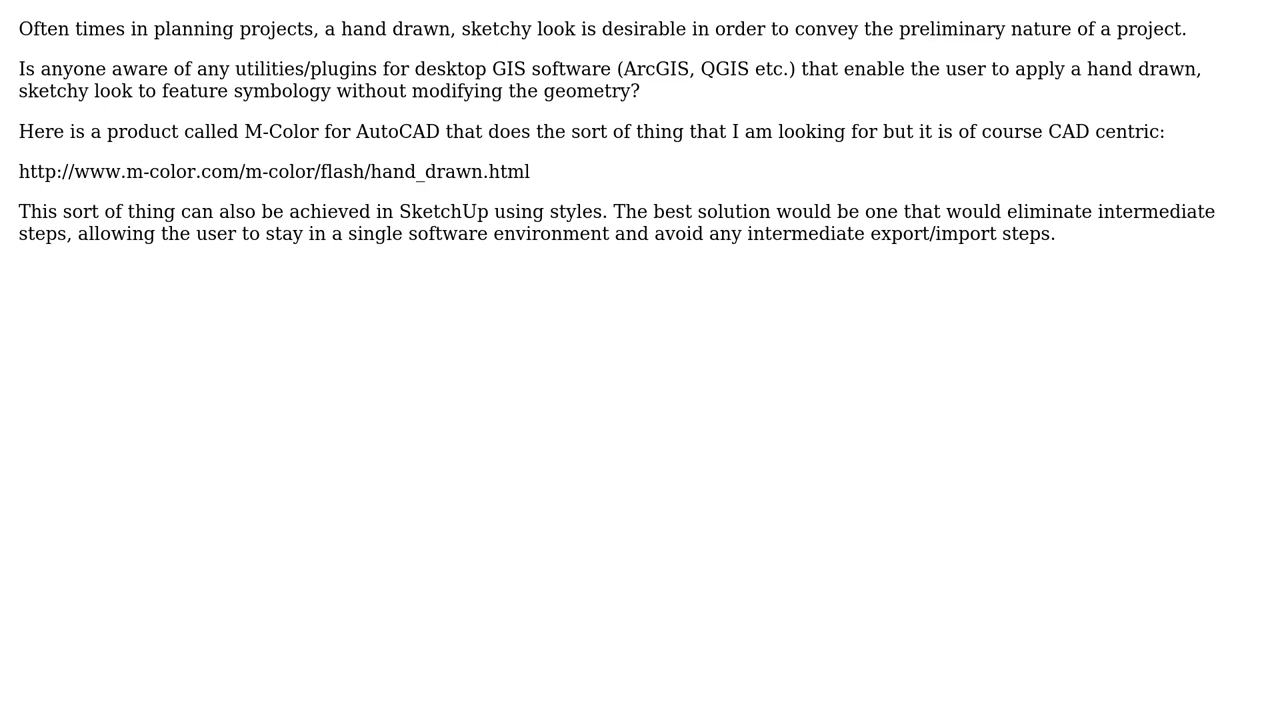 Often times in planning projects, a hand drawn, sketchy look is desirable in order to convey the preliminary nature of a project.
Is anyone aware of any utilities/plugins for desktop GIS software (ArcGIS, QGIS etc.) that enable the user to apply a hand drawn,
sketchy look to feature symbology without modifying the geometry?
Here is a product called M-Color for AutoCAD that does the sort of thing that I am looking for but it is of course CAD centric:
http://www.m-color.com/m-color/flash/hand_drawn.html
This sort of thing can also be achieved in SketchUp using styles. The best solution would be one that would eliminate intermediate
steps, allowing the user to stay in a single software environment and avoid any intermediate export/import steps.